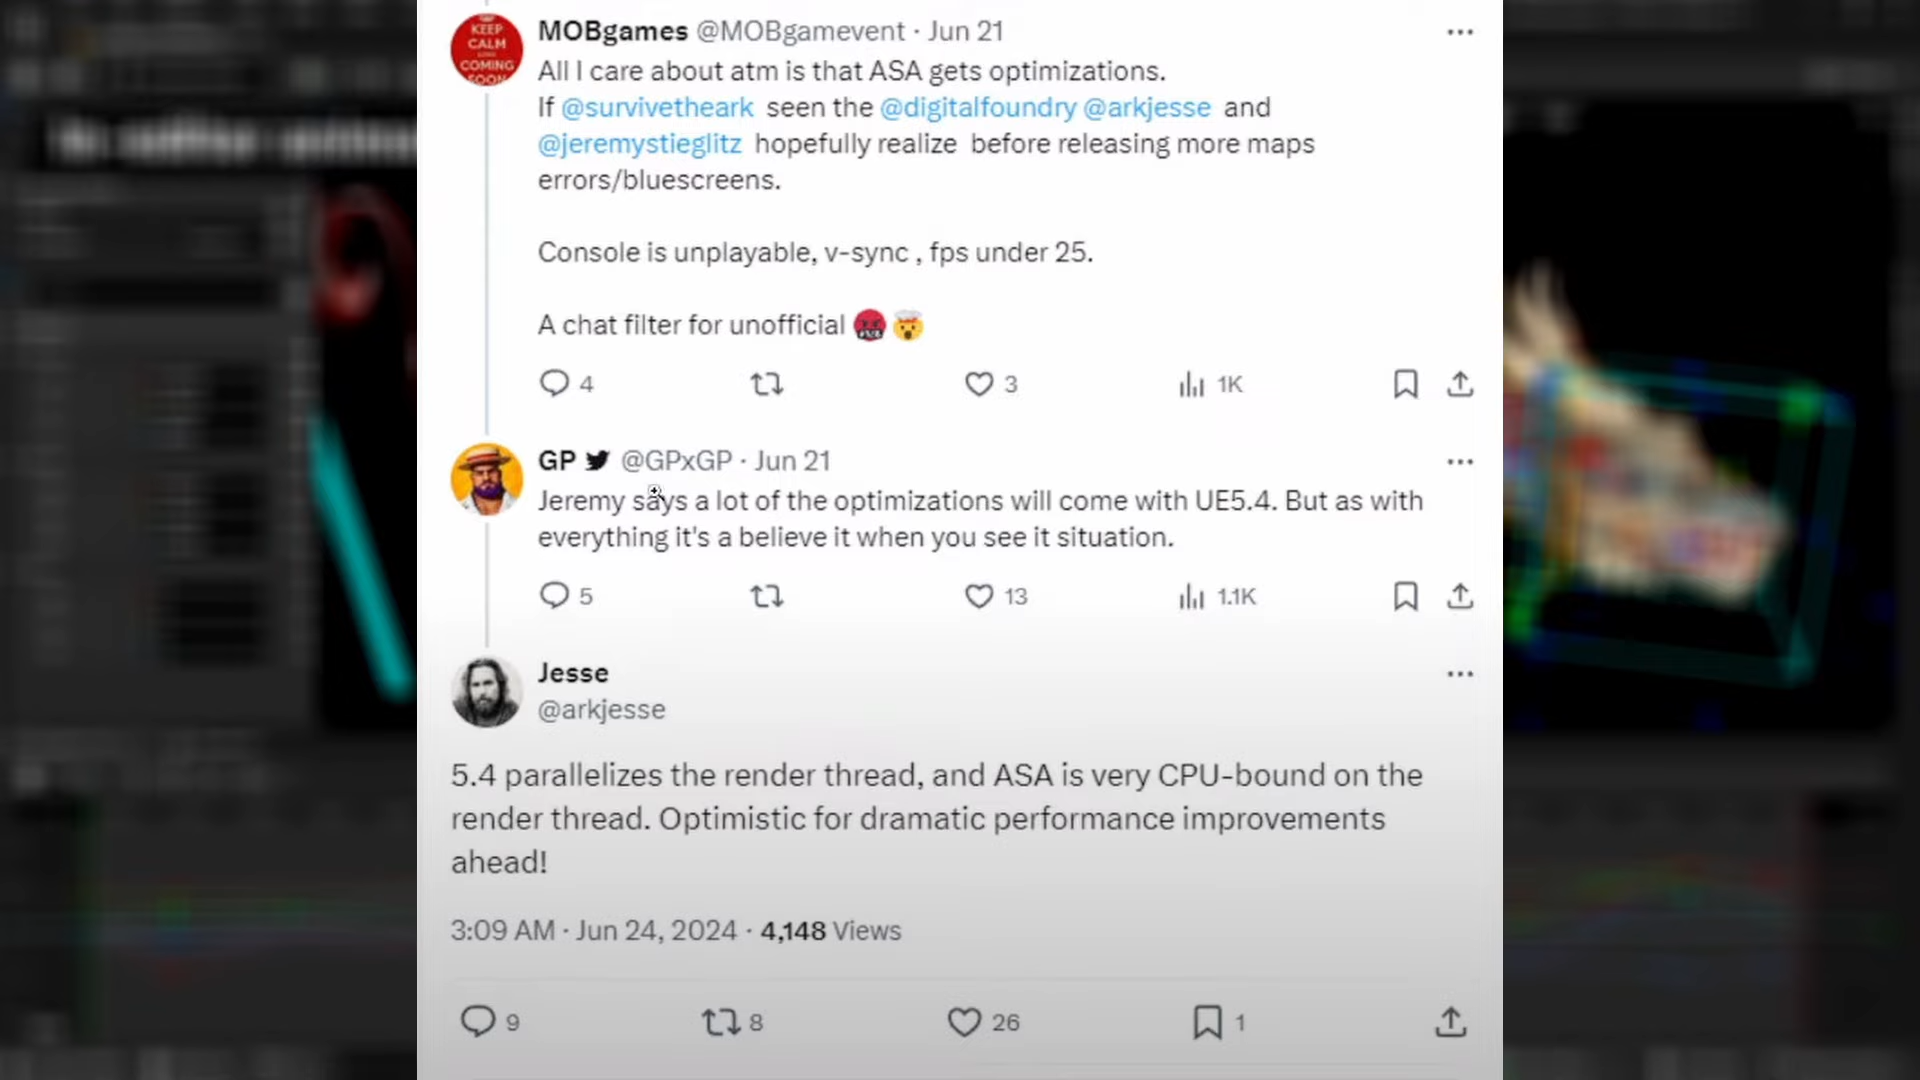 KEEP
CALM
COMING
SOON
MOBgames @MOBgamevent · Jun 21
All I care about atm is that ASA gets optimizations.
If @survivetheark seen the @digitalfoundry @arkjesse and
@jeremystieglitz hopefully realize before releasing more maps
errors/bluescreens.
Console is unplayable, v-sync , fps under 25.
A chat filter for unofficial 🤬🤯
4 3 1K
GP @GPxGP · Jun 21
Jeremy says a lot of the optimizations will come with UE5.4. But as with
everything it's a believe it when you see it situation.
5 13 1.1K
Jesse
@arkjesse
5.4 parallelizes the render thread, and ASA is very CPU-bound on the
render thread. Optimistic for dramatic performance improvements
ahead!
3:09 AM · Jun 24, 2024 · 4,148 Views
9 8 26 1